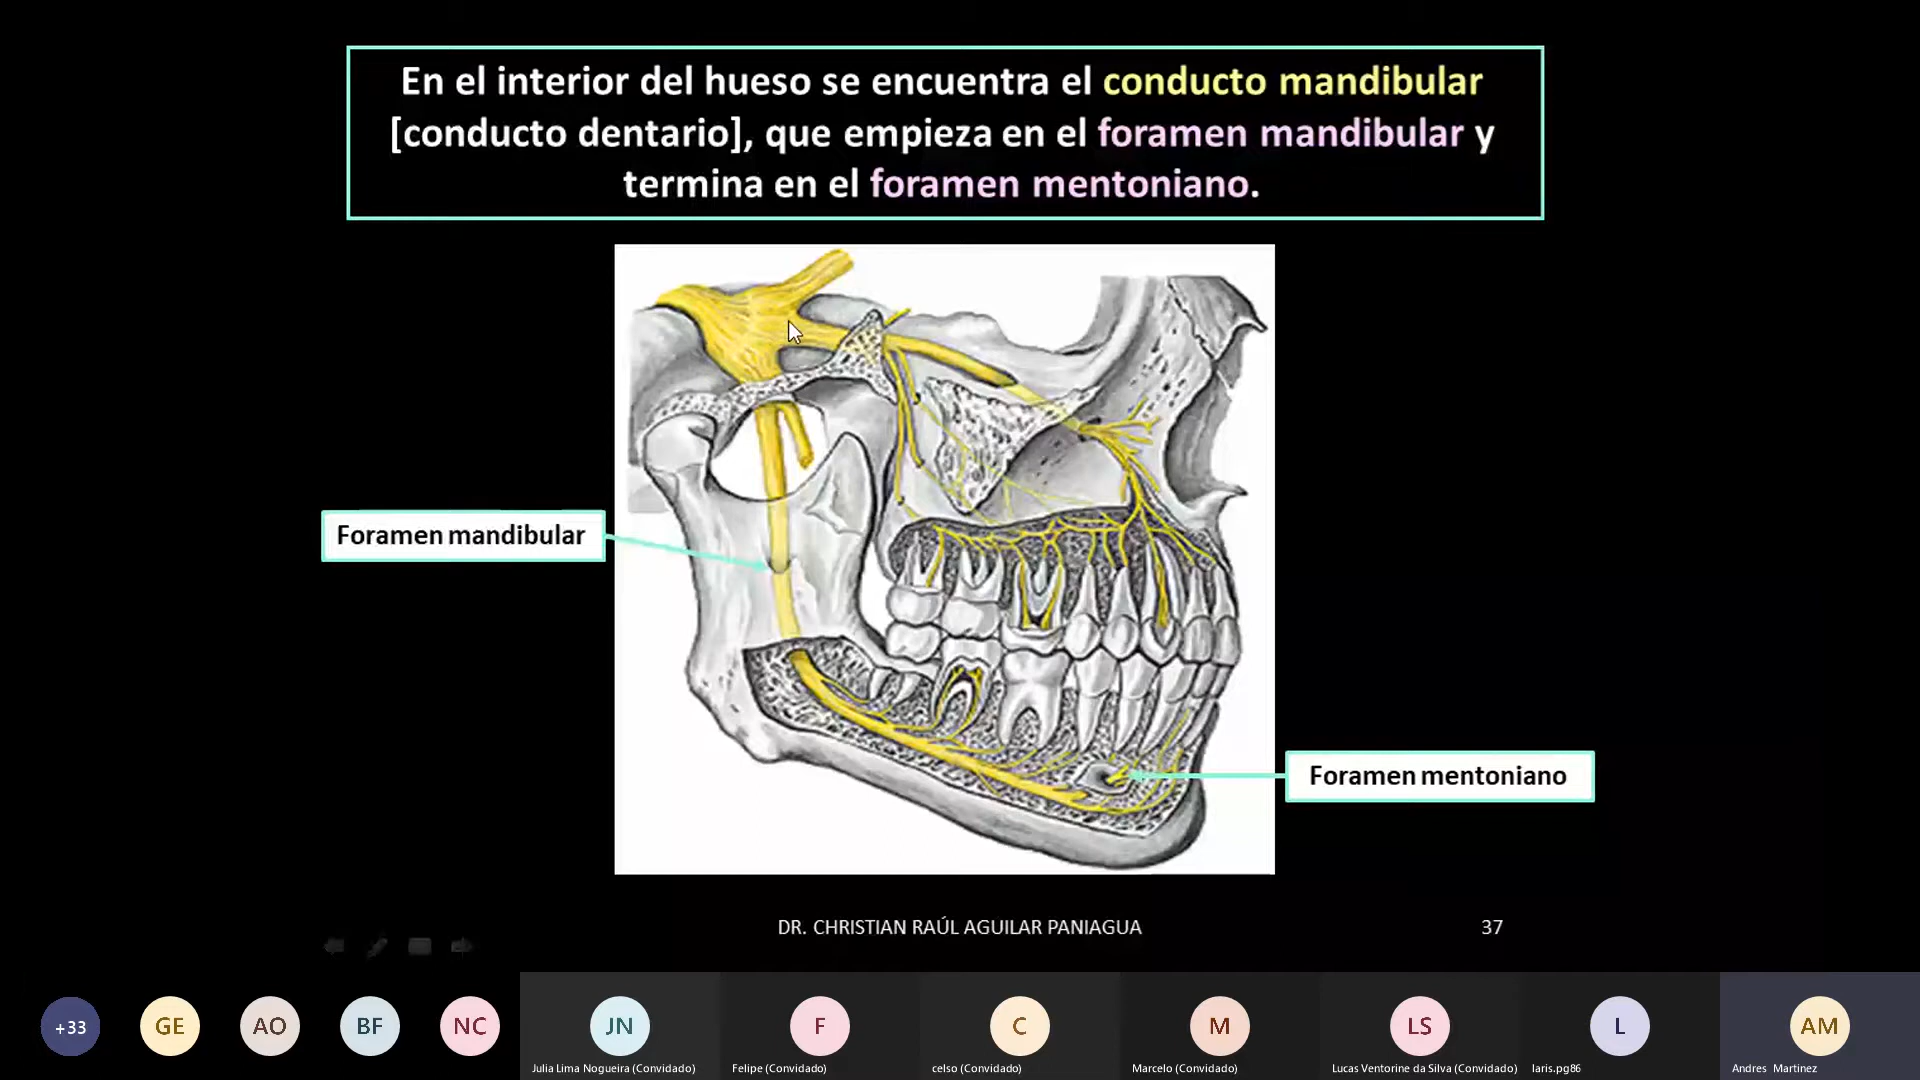 En el interior del hueso se encuentra el conducto mandibular
[conducto dentario], que empieza en el foramen mandibular y
termina en el foramen mentoniano.
Foramen mandibular
Foramen mentoniano
DR. CHRISTIAN RAÚL AGUILAR PANIAGUA
37
+33
GE
AO
BF
NC
JN
F
C
M
LS
L
AM
Julia Lima Nogueira (Convidado)
Felipe (Convidado)
celso (Convidado)
Marcelo (Convidado)
Lucas Ventorine da Silva (Convidado)
laris.pg86
Andres Martinez